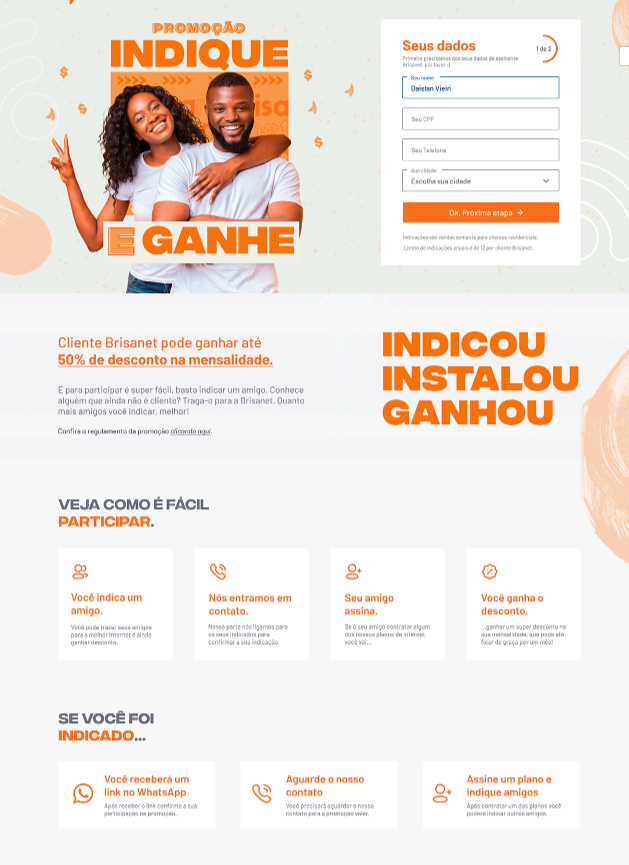 PROMOÇÃO
INDIQUE
E GANHE
Seus dados
1 de 2
Primeiro precisamos dos seus dados de assinante
Brisanet, por favor :)
Seu nome
Daislan Vieir
Seu CPF
Seu Telefone
Sua cidade
Escolha sua cidade
Ok, Próxima etapa →
Indicações são válidas somente para clientes residenciais.
Limite de indicações anuais é de 12 por cliente Brisanet.
Cliente Brisanet pode ganhar até
50% de desconto na mensalidade.
E para participar é super fácil, basta indicar um amigo. Conhece
alguém que ainda não é cliente? Traga-o para a Brisanet. Quanto
mais amigos você indicar, melhor!
Confira o regulamento da promoção clicando aqui.
INDICOU
INSTALOU
GANHOU
VEJA COMO É FÁCIL
PARTICIPAR.
Você indica um
amigo.
Você pode trazer seus amigos
para a melhor internet e ainda
ganhar desconto.
Nós entramos em
contato.
Nessa parte nós ligamos para
os seus indicados para
confirmar a sua indicação.
Seu amigo
assina.
Se o seu amigo contratar algum
dos nossos planos de internet
você vai...
Você ganha o
desconto.
...ganhar um super desconto na
sua mensalidade, que pode até
ficar de graça por um mês!
SE VOCÊ FOI
INDICADO...
Você receberá um
link no WhatsApp
Após receber o link confirme a sua
participação na promoção.
Aguarde o nosso
contato
Você precisará aguardar o nosso
contato para a promoção valer.
Assine um plano e
indique amigos
Após contratar um dos planos você
poderá indicar outros amigos.